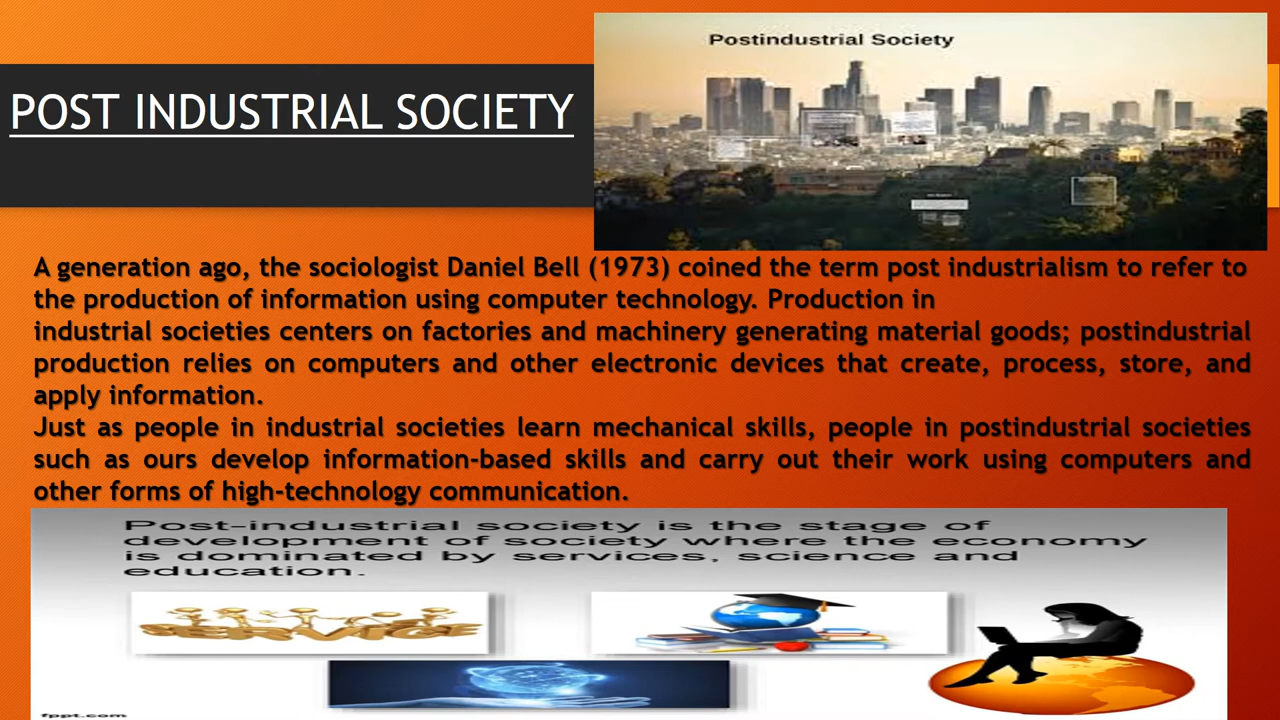 POST INDUSTRIAL SOCIETY
Postindustrial Society
A generation ago, the sociologist Daniel Bell (1973) coined the term post industrialism to refer to
the production of information using computer technology. Production in
industrial societies centers on factories and machinery generating material goods; postindustrial
production relies on computers and other electronic devices that create, process, store, and
apply information.
Just as people in industrial societies learn mechanical skills, people in postindustrial societies
such as ours develop information-based skills and carry out their work using computers and
other forms of high-technology communication.
Post-industrial society is the stage of
development of society where the economy
is dominated by services, science and
education.
SERVICE
fppt.com